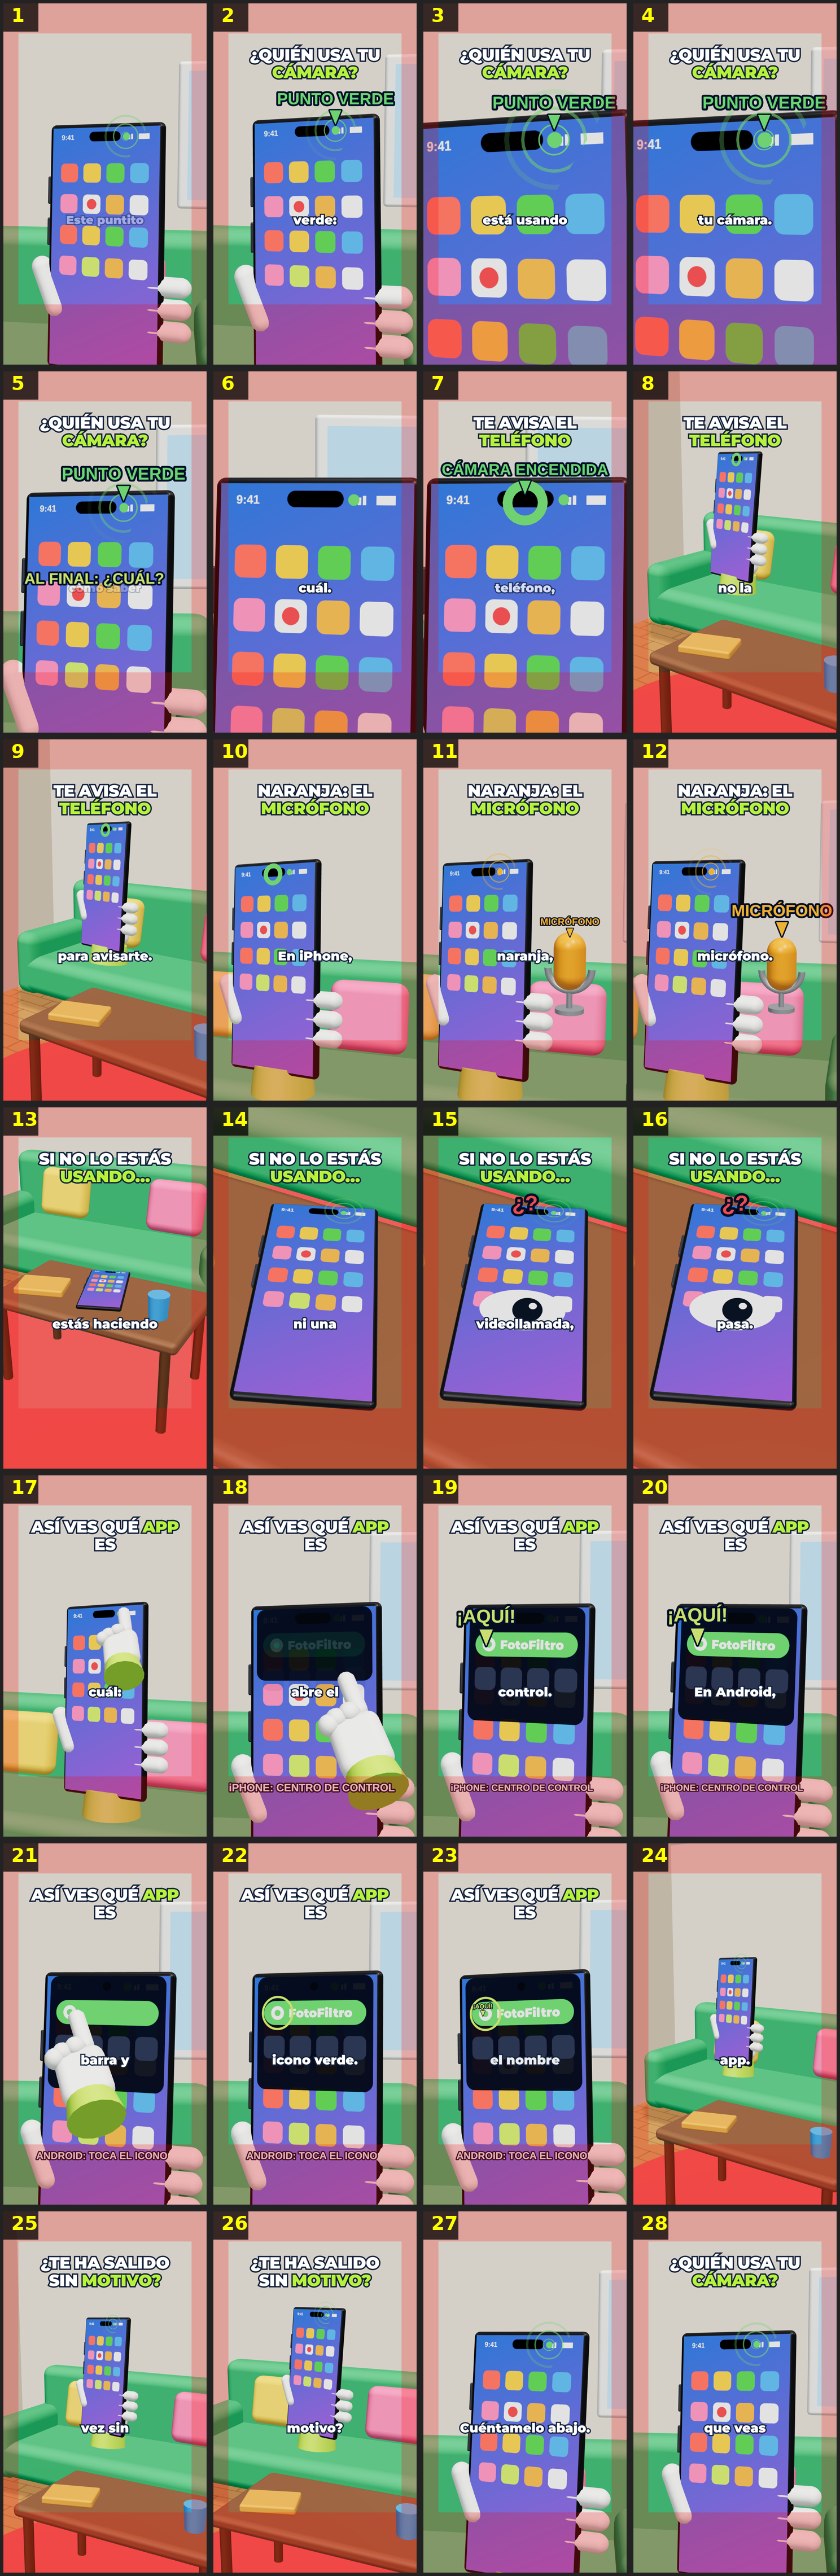 1
9:41
Este puntito
2
¿QUIÉN USA TU
CÁMARA?
PUNTO VERDE
9:41
verde:
3
¿QUIÉN USA TU
CÁMARA?
PUNTO VERDE
9:41
está usando
4
¿QUIÉN USA TU
CÁMARA?
PUNTO VERDE
9:41
tu cámara.
5
¿QUIÉN USA TU
CÁMARA?
PUNTO VERDE
9:41
AL FINAL: ¿CUÁL?
cómo saber
6
9:41
cuál.
7
TE AVISA EL
TELÉFONO
CÁMARA ENCENDIDA
9:41
teléfono,
8
TE AVISA EL
TELÉFONO
no la
9
TE AVISA EL
TELÉFONO
para avisarte.
10
NARANJA: EL
MICRÓFONO
9:41
En iPhone,
11
NARANJA: EL
MICRÓFONO
9:41
MICRÓFONO
naranja,
12
NARANJA: EL
MICRÓFONO
9:41
MICRÓFONO
micrófono.
13
SI NO LO ESTÁS
USANDO...
estás haciendo
14
SI NO LO ESTÁS
USANDO...
9:41
ni una
15
SI NO LO ESTÁS
USANDO...
¿?
9:41
videollamada,
16
SI NO LO ESTÁS
USANDO...
¿?
9:41
pasa.
17
ASÍ VES QUÉ APP
ES
9:41
cuál:
18
ASÍ VES QUÉ APP
ES
FotoFiltro
abre el
iPHONE: CENTRO DE CONTROL
19
ASÍ VES QUÉ APP
ES
¡AQUÍ!
FotoFiltro
control.
iPHONE: CENTRO DE CONTROL
20
ASÍ VES QUÉ APP
ES
¡AQUÍ!
FotoFiltro
En Android,
iPHONE: CENTRO DE CONTROL
21
ASÍ VES QUÉ APP
ES
barra y
ANDROID: TOCA EL ICONO
22
ASÍ VES QUÉ APP
ES
FotoFiltro
icono verde.
ANDROID: TOCA EL ICONO
23
ASÍ VES QUÉ APP
ES
¡AQUÍ!
FotoFiltro
el nombre
ANDROID: TOCA EL ICONO
24
app.
25
¿TE HA SALIDO
SIN MOTIVO?
vez sin
26
¿TE HA SALIDO
SIN MOTIVO?
motivo?
27
9:41
Cuéntamelo abajo.
28
¿QUIÉN USA TU
CÁMARA?
9:41
que veas